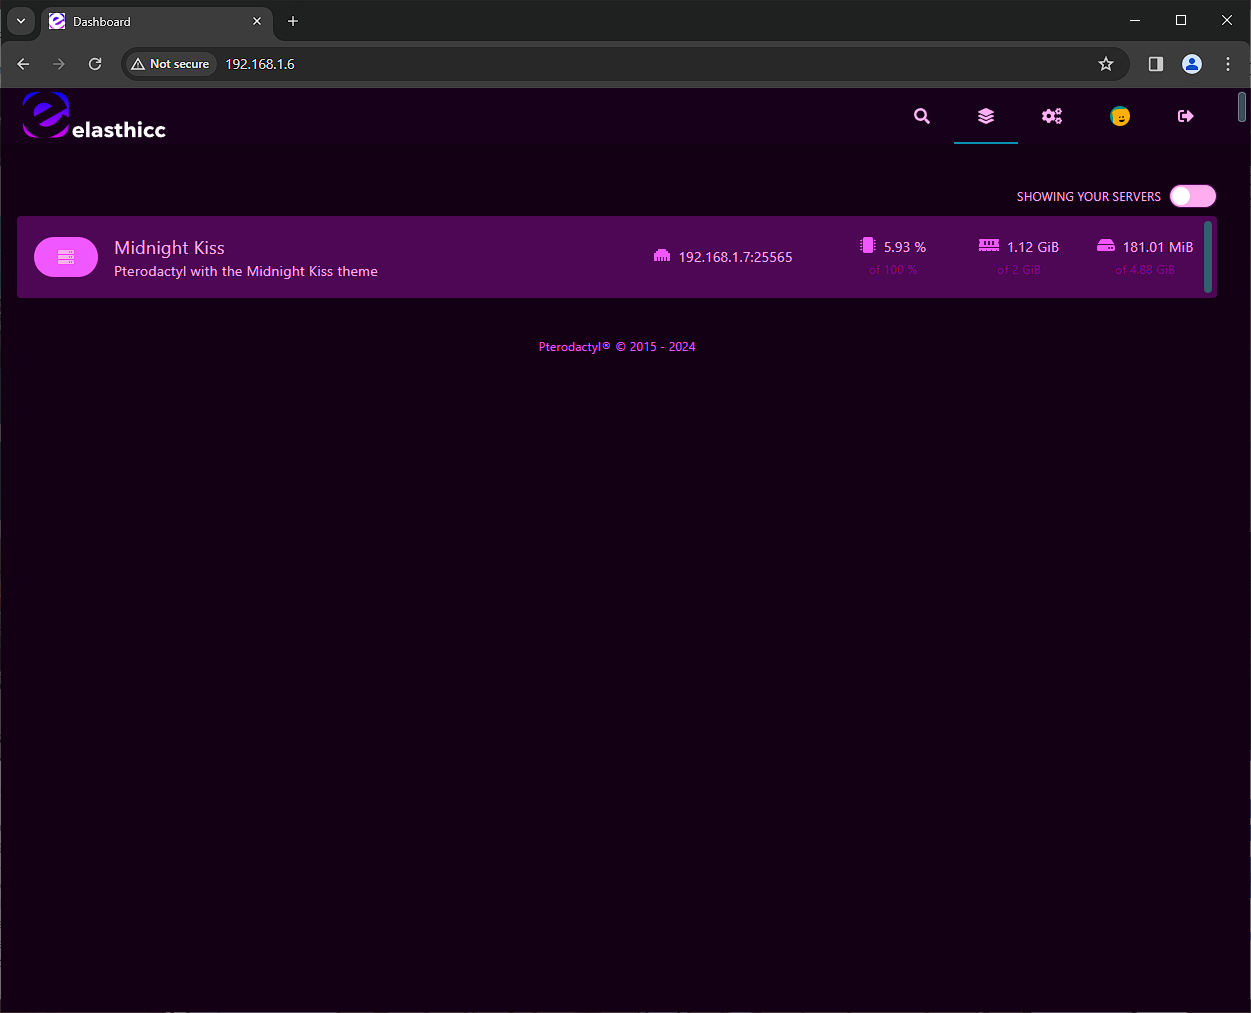 Dashboard
Not secure
192.168.1.6
elasthicc
SHOWING YOUR SERVERS
Midnight Kiss
Pterodactyl with the Midnight Kiss theme
192.168.1.7:25565
5.93 %
of 100 %
1.12 GiB
of 2 GiB
181.01 MiB
of 4.88 GiB
Pterodactyl® © 2015 - 2024